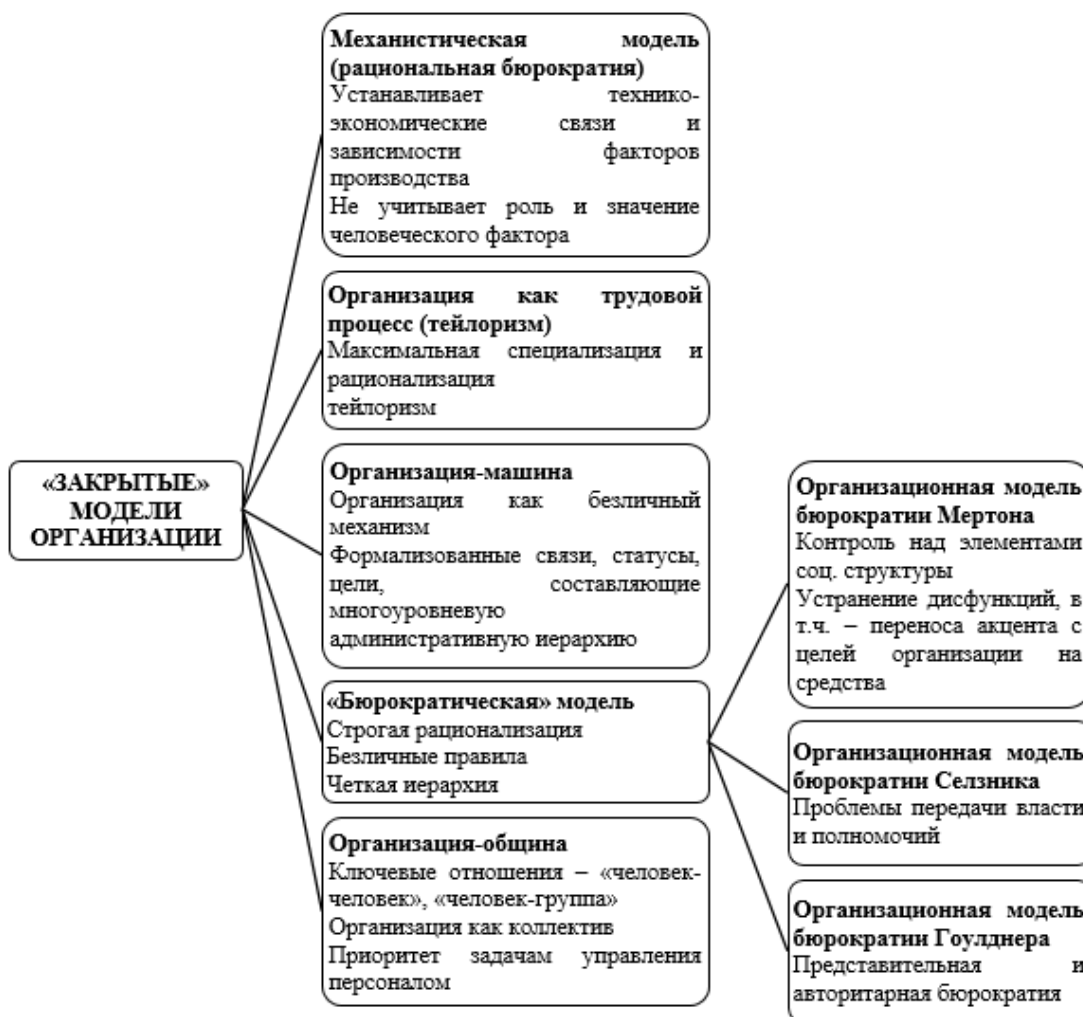 «ЗАКРЫТЫЕ»
МОДЕЛИ
ОРГАНИЗАЦИИ
Механистическая модель
(рациональная бюрократия)
Устанавливает технико-
экономические связи и
зависимости факторов
производства
Не учитывает роль и значение
человеческого фактора
Организация как трудовой
процесс (тейлоризм)
Максимальная специализация и
рационализация
тейлоризм
Организация-машина
Организация как безличный
механизм
Формализованные связи, статусы,
цели, составляющие
многоуровневую
административную иерархию
«Бюрократическая» модель
Строгая рационализация
Безличные правила
Четкая иерархия
Организация-община
Ключевые отношения – «человек-
человек», «человек-группа»
Организация как коллектив
Приоритет задачам управления
персоналом
Организационная модель
бюрократии Мертона
Контроль над элементами
соц. структуры
Устранение дисфункций, в
т.ч. – переноса акцента с
целей организации на
средства
Организационная модель
бюрократии Селзника
Проблемы передачи власти
и полномочий
Организационная модель
бюрократии Гоулднера
Представительная и
авторитарная бюрократия